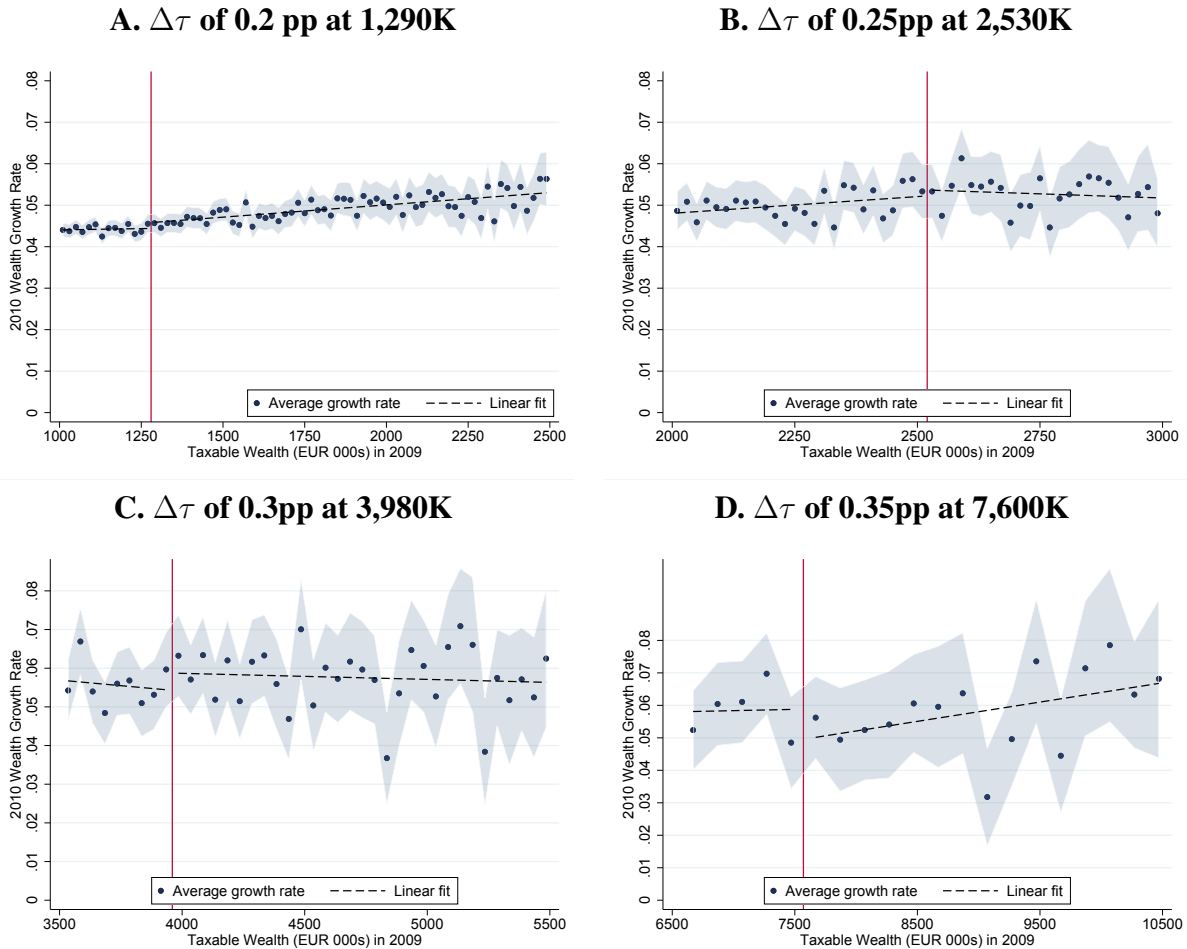 A. Δτ of 0.2 pp at 1,290K
2010 Wealth Growth Rate
.08
.07
.06
.05
.04
.03
.02
.01
0
Average growth rate
Linear fit
1000 1250 1500 1750 2000 2250 2500
Taxable Wealth (EUR 000s) in 2009
B. Δτ of 0.25pp at 2,530K
2010 Wealth Growth Rate
.08
.07
.06
.05
.04
.03
.02
.01
0
Average growth rate
Linear fit
2000 2250 2500 2750 3000
Taxable Wealth (EUR 000s) in 2009
C. Δτ of 0.3pp at 3,980K
2010 Wealth Growth Rate
.08
.07
.06
.05
.04
.03
.02
.01
0
Average growth rate
Linear fit
3500 4000 4500 5000 5500
Taxable Wealth (EUR 000s) in 2009
D. Δτ of 0.35pp at 7,600K
2010 Wealth Growth Rate
.08
.07
.06
.05
.04
.03
.02
.01
0
Average growth rate
Linear fit
6500 7500 8500 9500 10500
Taxable Wealth (EUR 000s) in 2009